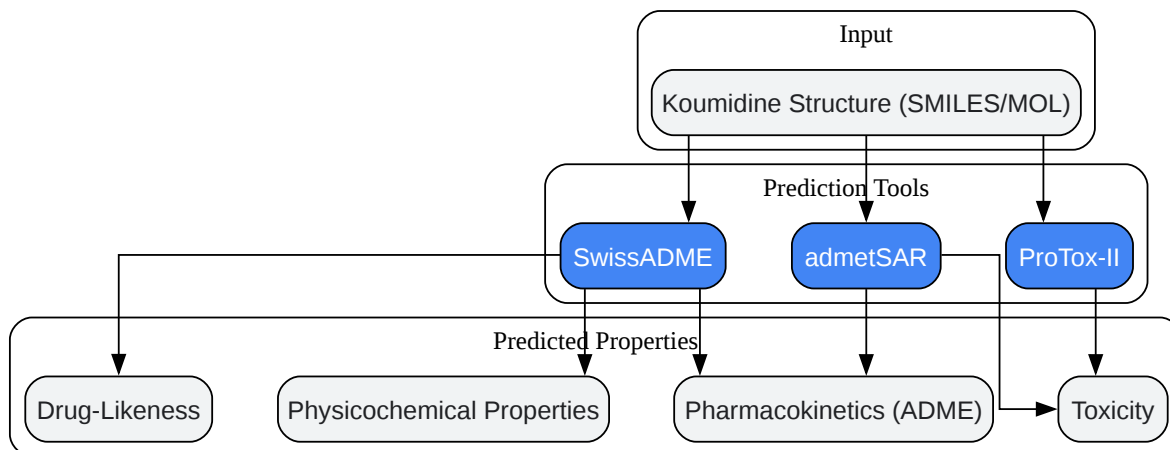 Input
Koumidine Structure (SMILES/MOL)
Prediction Tools
SwissADME
admetSAR
ProTox-II
Predicted Properties
Drug-Likeness
Physicochemical Properties
Pharmacokinetics (ADME)
Toxicity